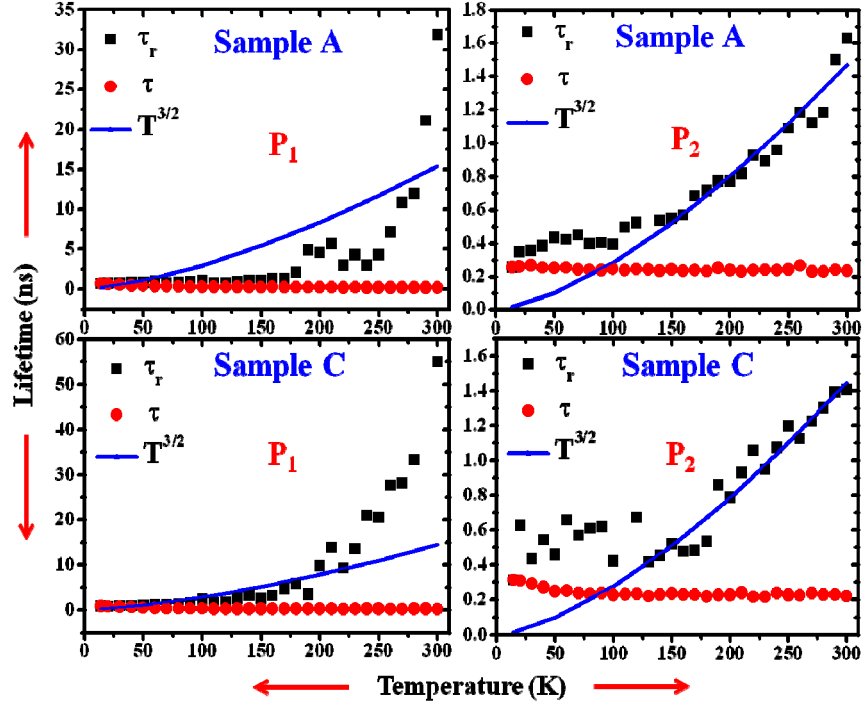 Sample A
τr
τ
T3/2
P1
35
30
25
20
15
10
5
0
0 50 100 150 200 250 300
Sample A
τr
τ
T3/2
P2
1.8
1.6
1.4
1.2
1.0
0.8
0.6
0.4
0.2
0.0
0 50 100 150 200 250 300
Lifetime (ns)
Sample C
τr
τ
T3/2
P1
60
50
40
30
20
10
0
0 50 100 150 200 250 300
Sample C
τr
τ
T3/2
P2
1.6
1.4
1.2
1.0
0.8
0.6
0.4
0.2
0.0
0 50 100 150 200 250 300
Temperature (K)